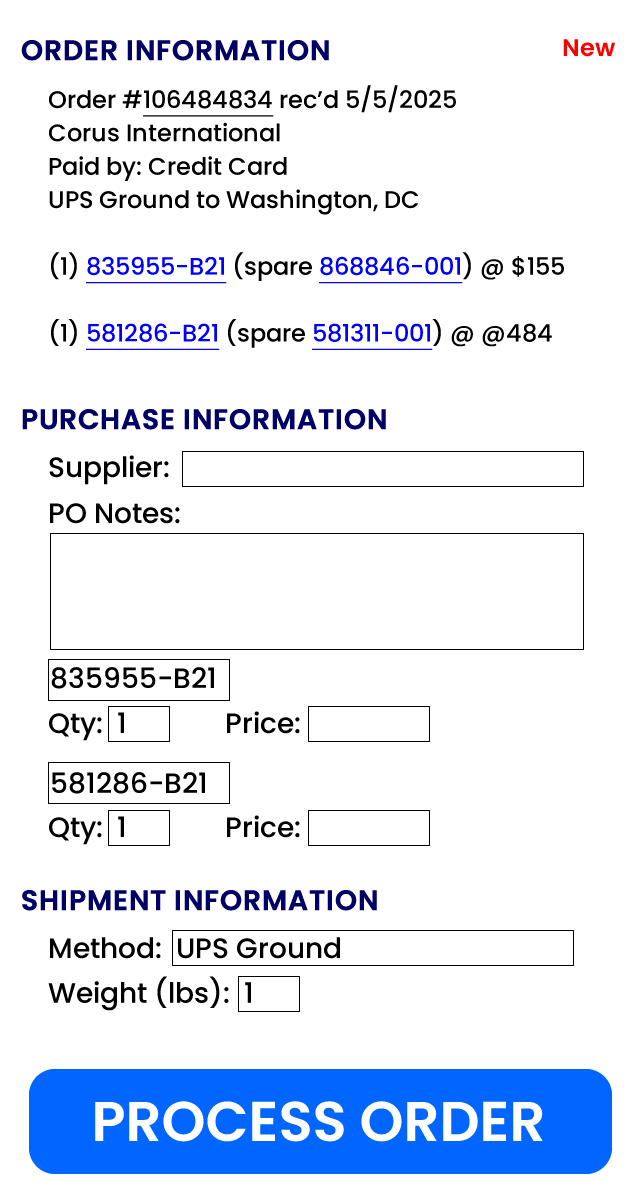 ORDER INFORMATION
New
Order #106484834 rec’d 5/5/2025
Corus International
Paid by: Credit Card
UPS Ground to Washington, DC
(1) 835955-B21 (spare 868846-001) @ $155
(1) 581286-B21 (spare 581311-001) @ @484
PURCHASE INFORMATION
Supplier:
PO Notes:
835955-B21
Qty: 1 Price:
581286-B21
Qty: 1 Price:
SHIPMENT INFORMATION
Method: UPS Ground
Weight (lbs): 1
PROCESS ORDER